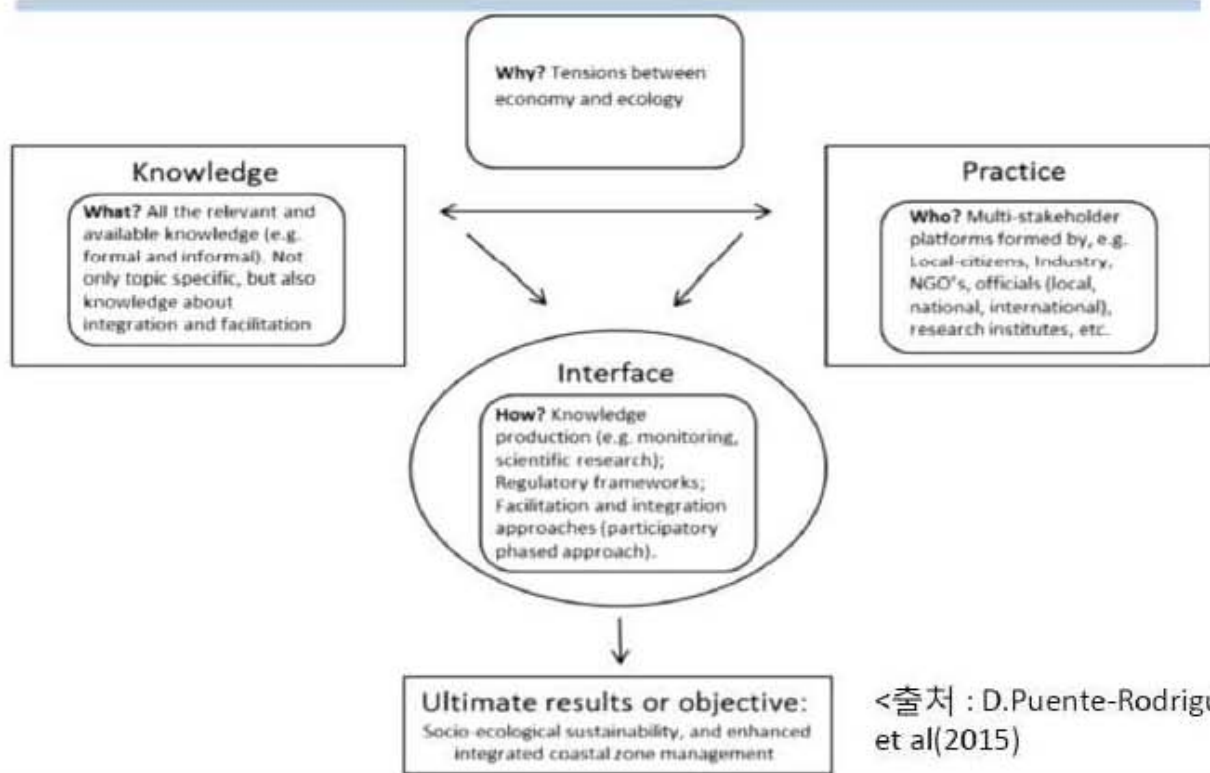 Why? Tensions between
economy and ecology
Knowledge
What? All the relevant and
available knowledge (e.g.
formal and informal). Not
only topic specific, but also
knowledge about
integration and facilitation
Practice
Who? Multi-stakeholder
platforms formed by, e.g.
Local-citizens, Industry,
NGO's, officials (local,
national, international),
research institutes, etc.
Interface
How? Knowledge
production (e.g. monitoring,
scientific research);
Regulatory frameworks;
Facilitation and integration
approaches (participatory
phased approach).
Ultimate results or objective:
Socio-ecological sustainability, and enhanced
integrated coastal zone management
<출처 : D.Puente-Rodrigu
et al(2015)